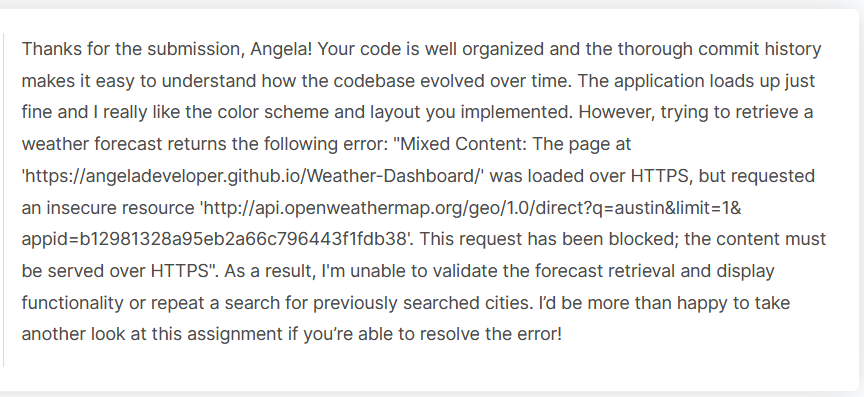 Thanks for the submission, Angela! Your code is well organized and the thorough commit history
makes it easy to understand how the codebase evolved over time. The application loads up just
fine and I really like the color scheme and layout you implemented. However, trying to retrieve a
weather forecast returns the following error: "Mixed Content: The page at
'https://angeladeveloper.github.io/Weather-Dashboard/' was loaded over HTTPS, but requested
an insecure resource 'http://api.openweathermap.org/geo/1.0/direct?q=austin&limit=1&
appid=b12981328a95eb2a66c796443f1fdb38'. This request has been blocked; the content must
be served over HTTPS". As a result, I'm unable to validate the forecast retrieval and display
functionality or repeat a search for previously searched cities. I’d be more than happy to take
another look at this assignment if you’re able to resolve the error!